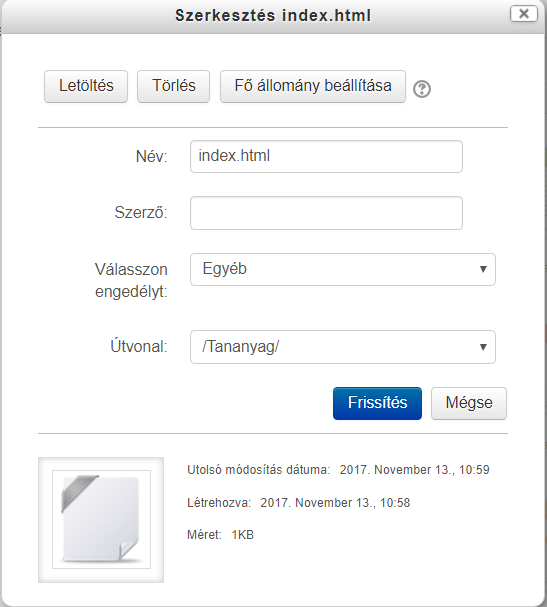 Szerkesztés index.html
Letöltés Törlés Fő állomány beállítása ?
Név: index.html
Szerző:
Válasszon
engedélyt: Egyéb
Útvonal: /Tananyag/
Frissítés Mégse
Utolsó módosítás dátuma: 2017. November 13., 10:59
Létrehozva: 2017. November 13., 10:58
Méret: 1KB